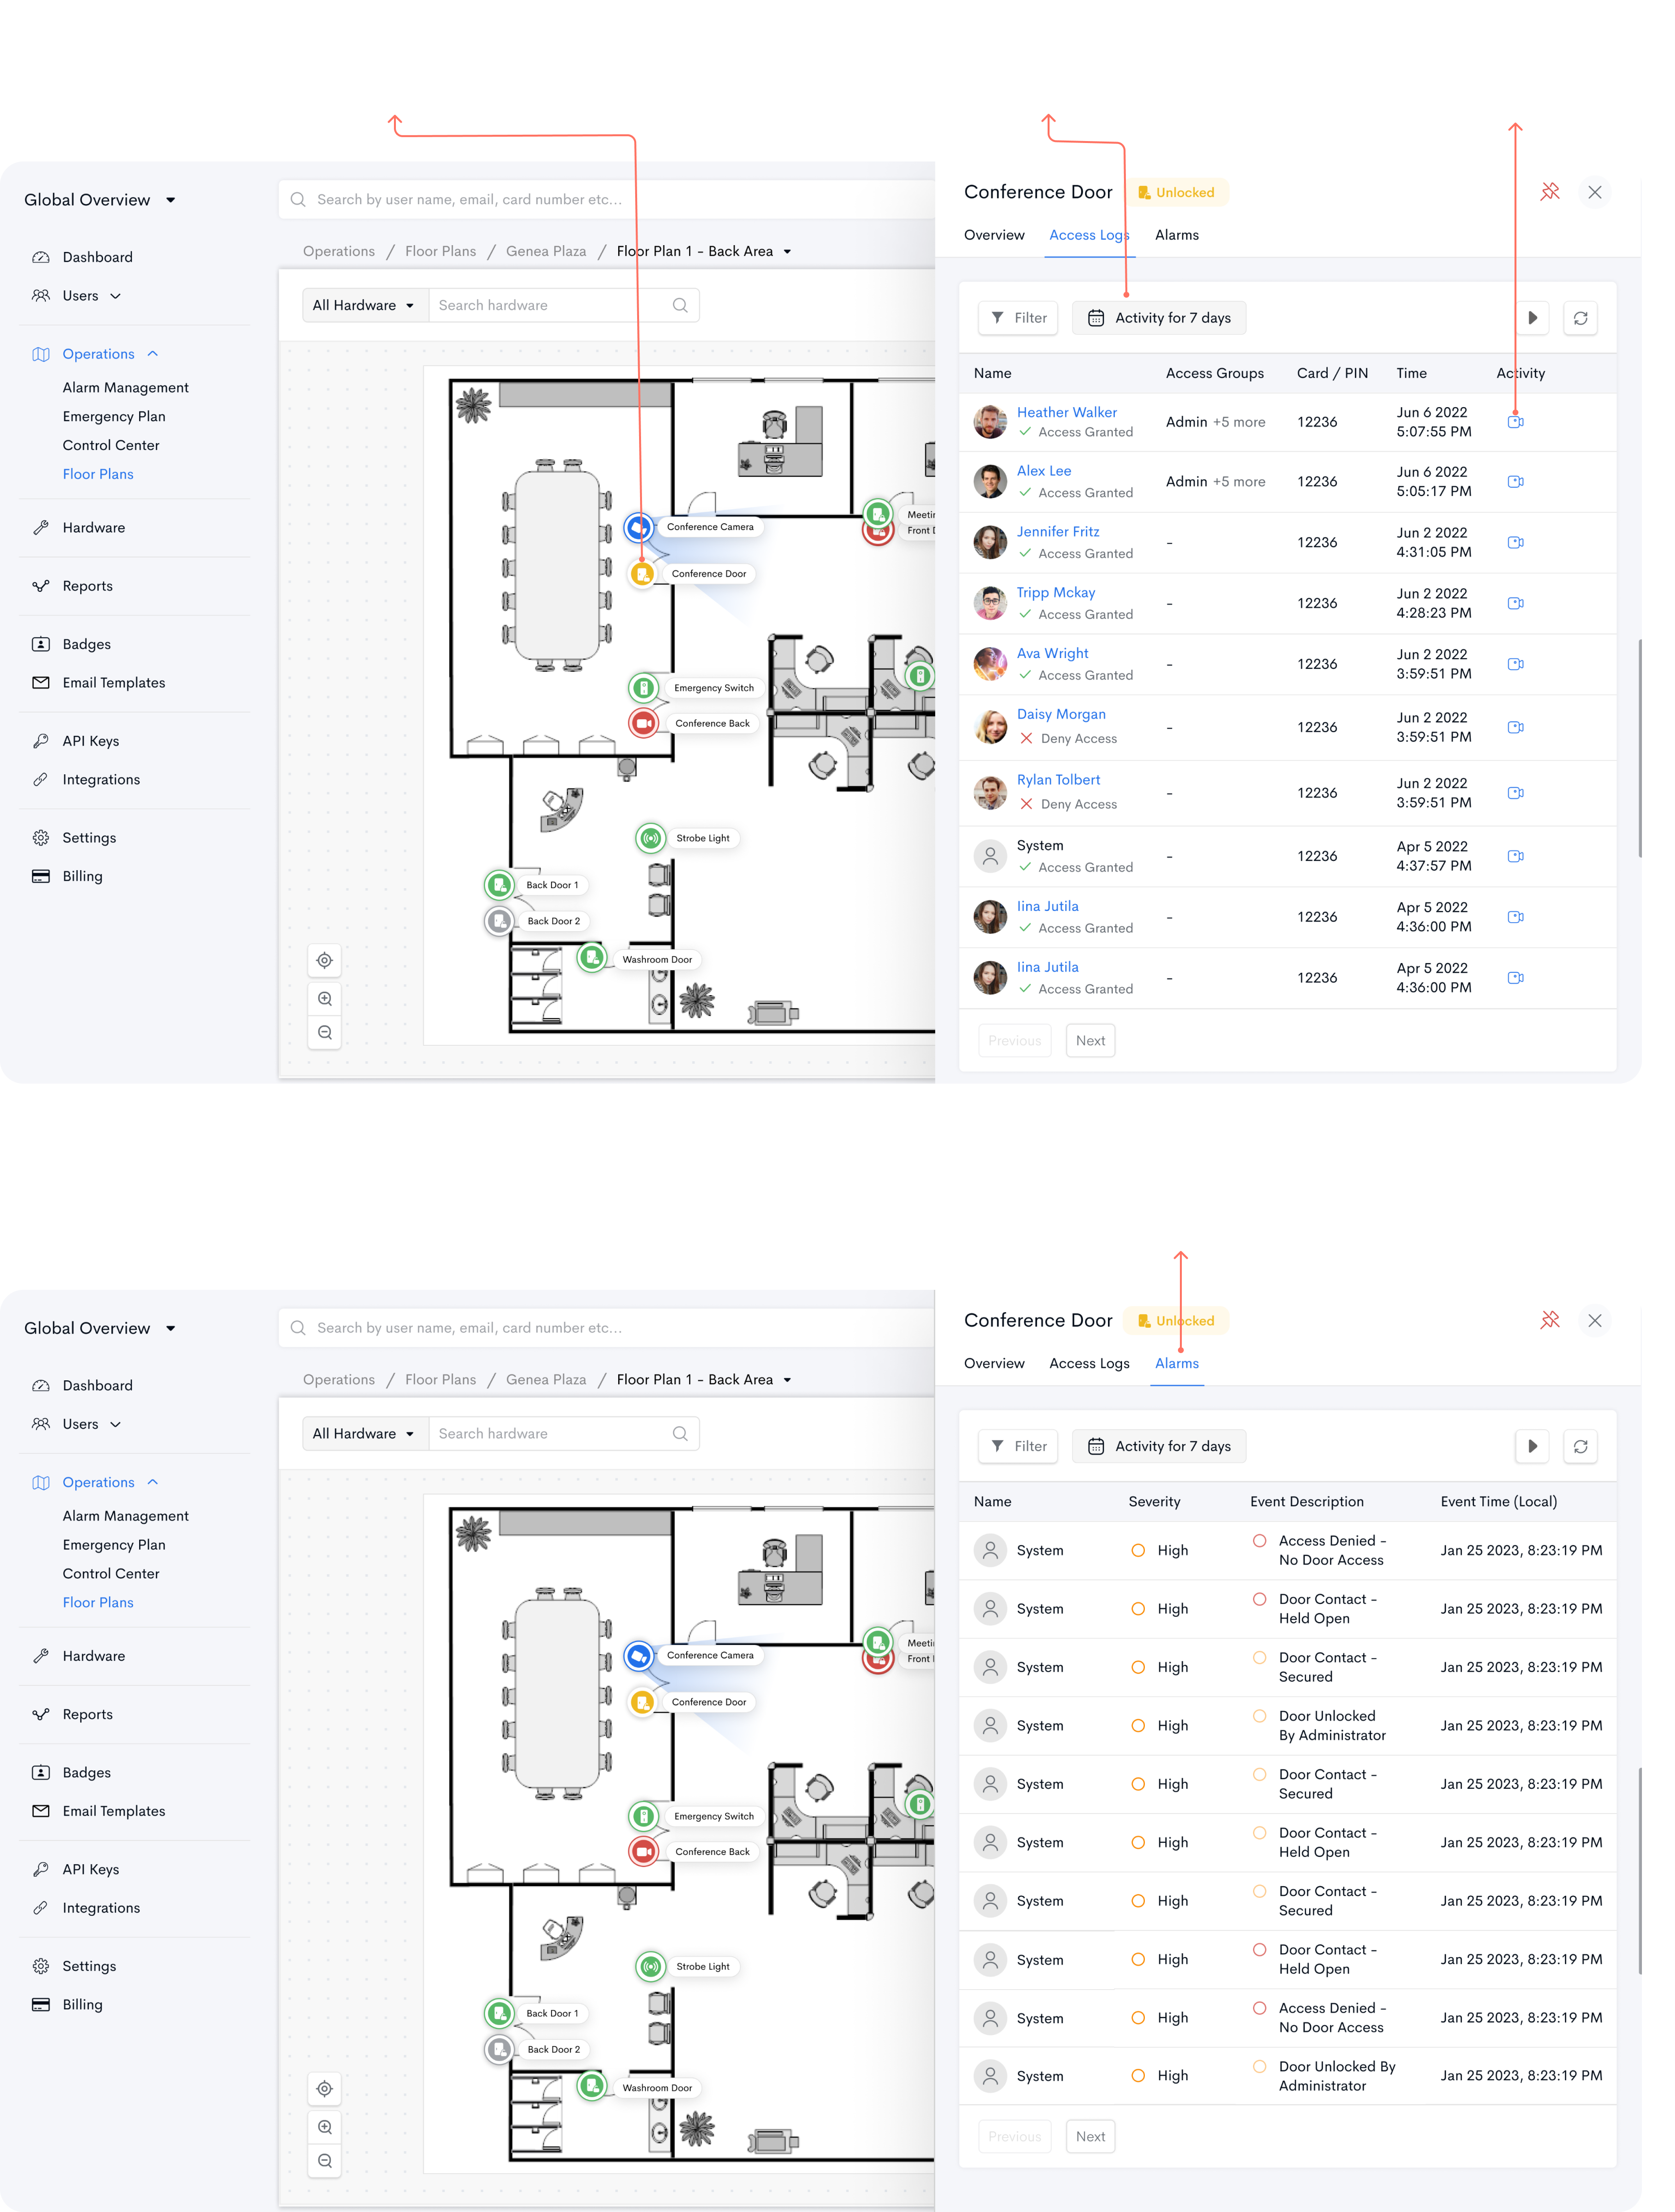 Global Overview
Dashboard
Users
Operations
Alarm Management
Emergency Plan
Control Center
Floor Plans
Hardware
Reports
Badges
Email Templates
API Keys
Integrations
Settings
Billing
Search by user name, email, card number etc...
Operations / Floor Plans / Genea Plaza / Floor Plan 1 - Back Area
All Hardware Search hardware
Conference Camera
Meetin
Front D
Conference Door
Emergency Switch
Conference Back
Strobe Light
Back Door 1
Back Door 2
Washroom Door
Conference Door Unlocked
Overview Access Logs Alarms
Filter Activity for 7 days
Name Access Groups Card / PIN Time Activity
Heather Walker
Access Granted
Admin +5 more 12236
Jun 6 2022
5:07:55 PM
Alex Lee
Access Granted
Admin +5 more 12236
Jun 6 2022
5:05:17 PM
Jennifer Fritz
Access Granted
- 12236
Jun 2 2022
4:31:05 PM
Tripp Mckay
Access Granted
- 12236
Jun 2 2022
4:28:23 PM
Ava Wright
Access Granted
- 12236
Jun 2 2022
3:59:51 PM
Daisy Morgan
Deny Access
- 12236
Jun 2 2022
3:59:51 PM
Rylan Tolbert
Deny Access
- 12236
Jun 2 2022
3:59:51 PM
System
Access Granted
- 12236
Apr 5 2022
4:37:57 PM
Iina Jutila
Access Granted
- 12236
Apr 5 2022
4:36:00 PM
Iina Jutila
Access Granted
- 12236
Apr 5 2022
4:36:00 PM
Previous Next
Global Overview
Dashboard
Users
Operations
Alarm Management
Emergency Plan
Control Center
Floor Plans
Hardware
Reports
Badges
Email Templates
API Keys
Integrations
Settings
Billing
Search by user name, email, card number etc...
Operations / Floor Plans / Genea Plaza / Floor Plan 1 - Back Area
All Hardware Search hardware
Conference Camera
Meetin
Front
Conference Door
Emergency Switch
Conference Back
Strobe Light
Back Door 1
Back Door 2
Washroom Door
Conference Door Unlocked
Overview Access Logs Alarms
Filter Activity for 7 days
Name Severity Event Description Event Time (Local)
System High
Access Denied -
No Door Access
Jan 25 2023, 8:23:19 PM
System High
Door Contact -
Held Open
Jan 25 2023, 8:23:19 PM
System High
Door Contact -
Secured
Jan 25 2023, 8:23:19 PM
System High
Door Unlocked
By Administrator
Jan 25 2023, 8:23:19 PM
System High
Door Contact -
Secured
Jan 25 2023, 8:23:19 PM
System High
Door Contact -
Held Open
Jan 25 2023, 8:23:19 PM
System High
Door Contact -
Secured
Jan 25 2023, 8:23:19 PM
System High
Door Contact -
Held Open
Jan 25 2023, 8:23:19 PM
System High
Access Denied -
No Door Access
Jan 25 2023, 8:23:19 PM
System High
Door Unlocked By
Administrator
Jan 25 2023, 8:23:19 PM
Previous Next